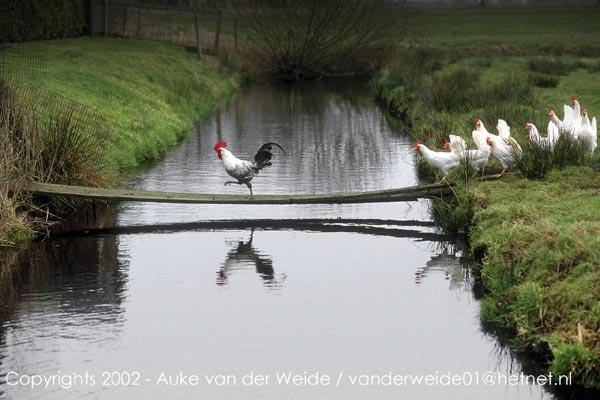 Copyrights 2002 - Auke van der Weide / vanderweide01@hetnet.nl